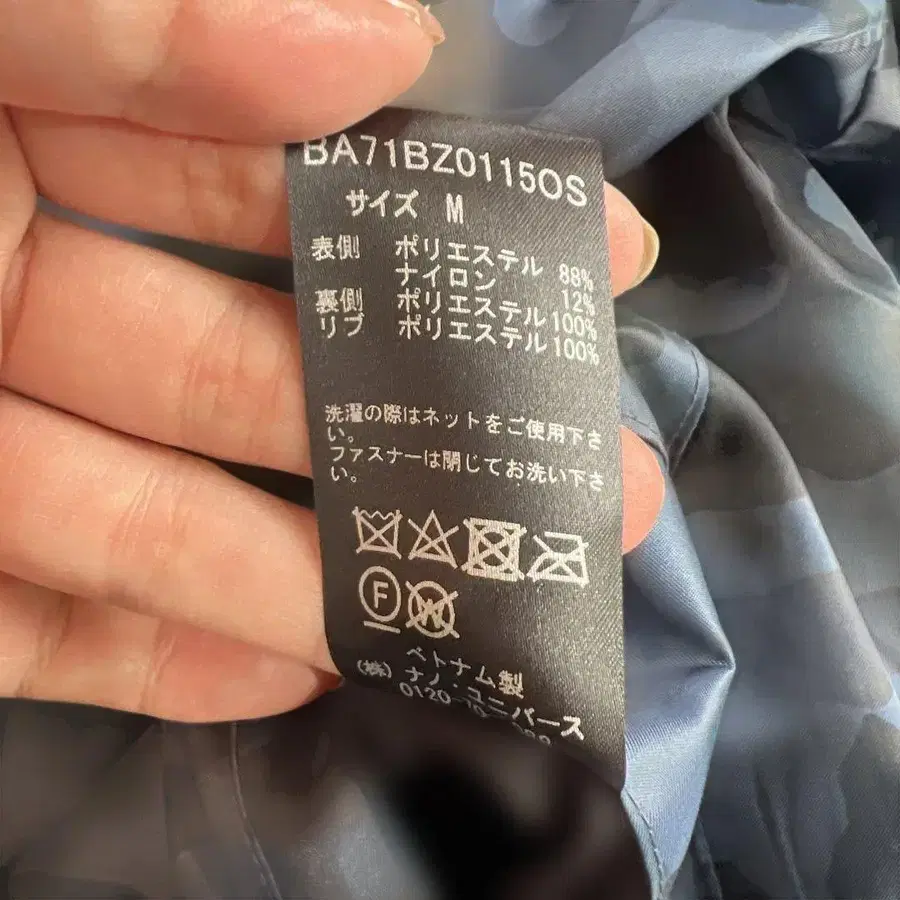 BA71BZ0115OS
サイズ M
表側 ポリエステル 88%
ナイロン 12%
裏側 ポリエステル 100%
リブ ポリエステル 100%
洗濯の際はネットをご使用下さ
い。
ファスナーは閉じてお洗い下さ
い。
F W
ベトナム製
(株)ナノ・ユニバース
0120-